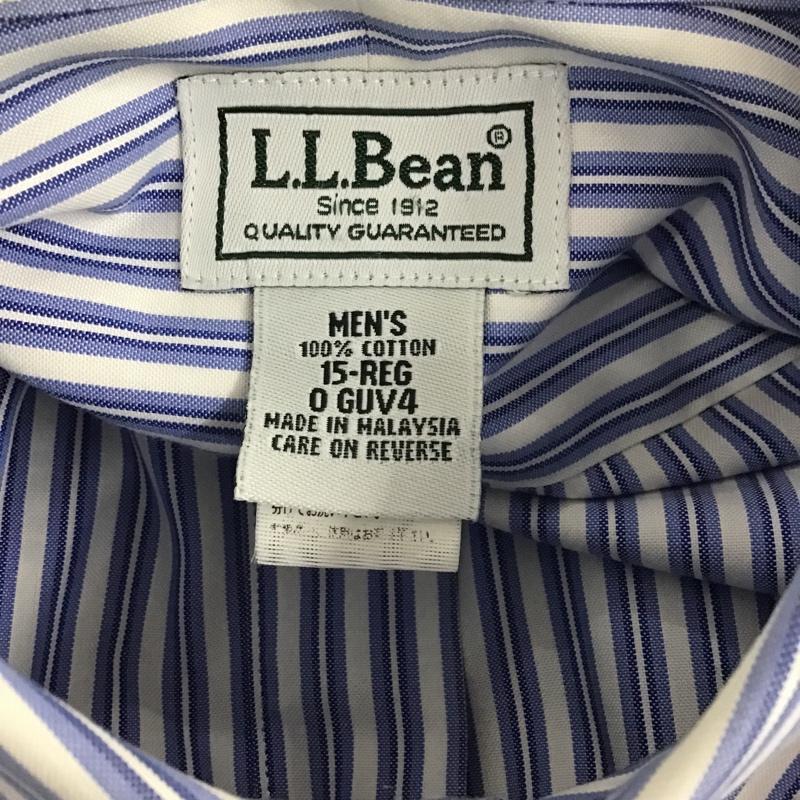 L.L.Bean®
Since 1912
QUALITY GUARANTEED
MEN'S
100% COTTON
15-REG
0 GUV4
MADE IN MALAYSIA
CARE ON REVERSE